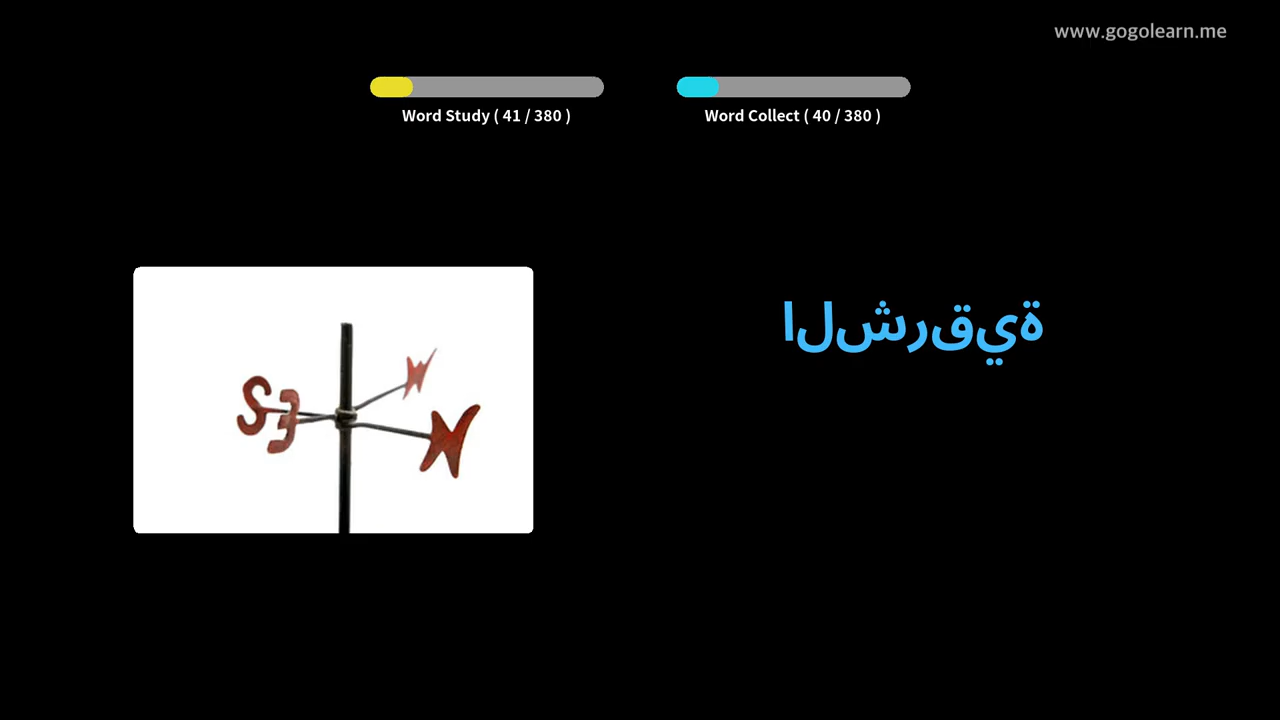 www.gogolearn.me
Word Study ( 41 / 380 )
Word Collect ( 40 / 380 )
S
E
N
W
الشرقية